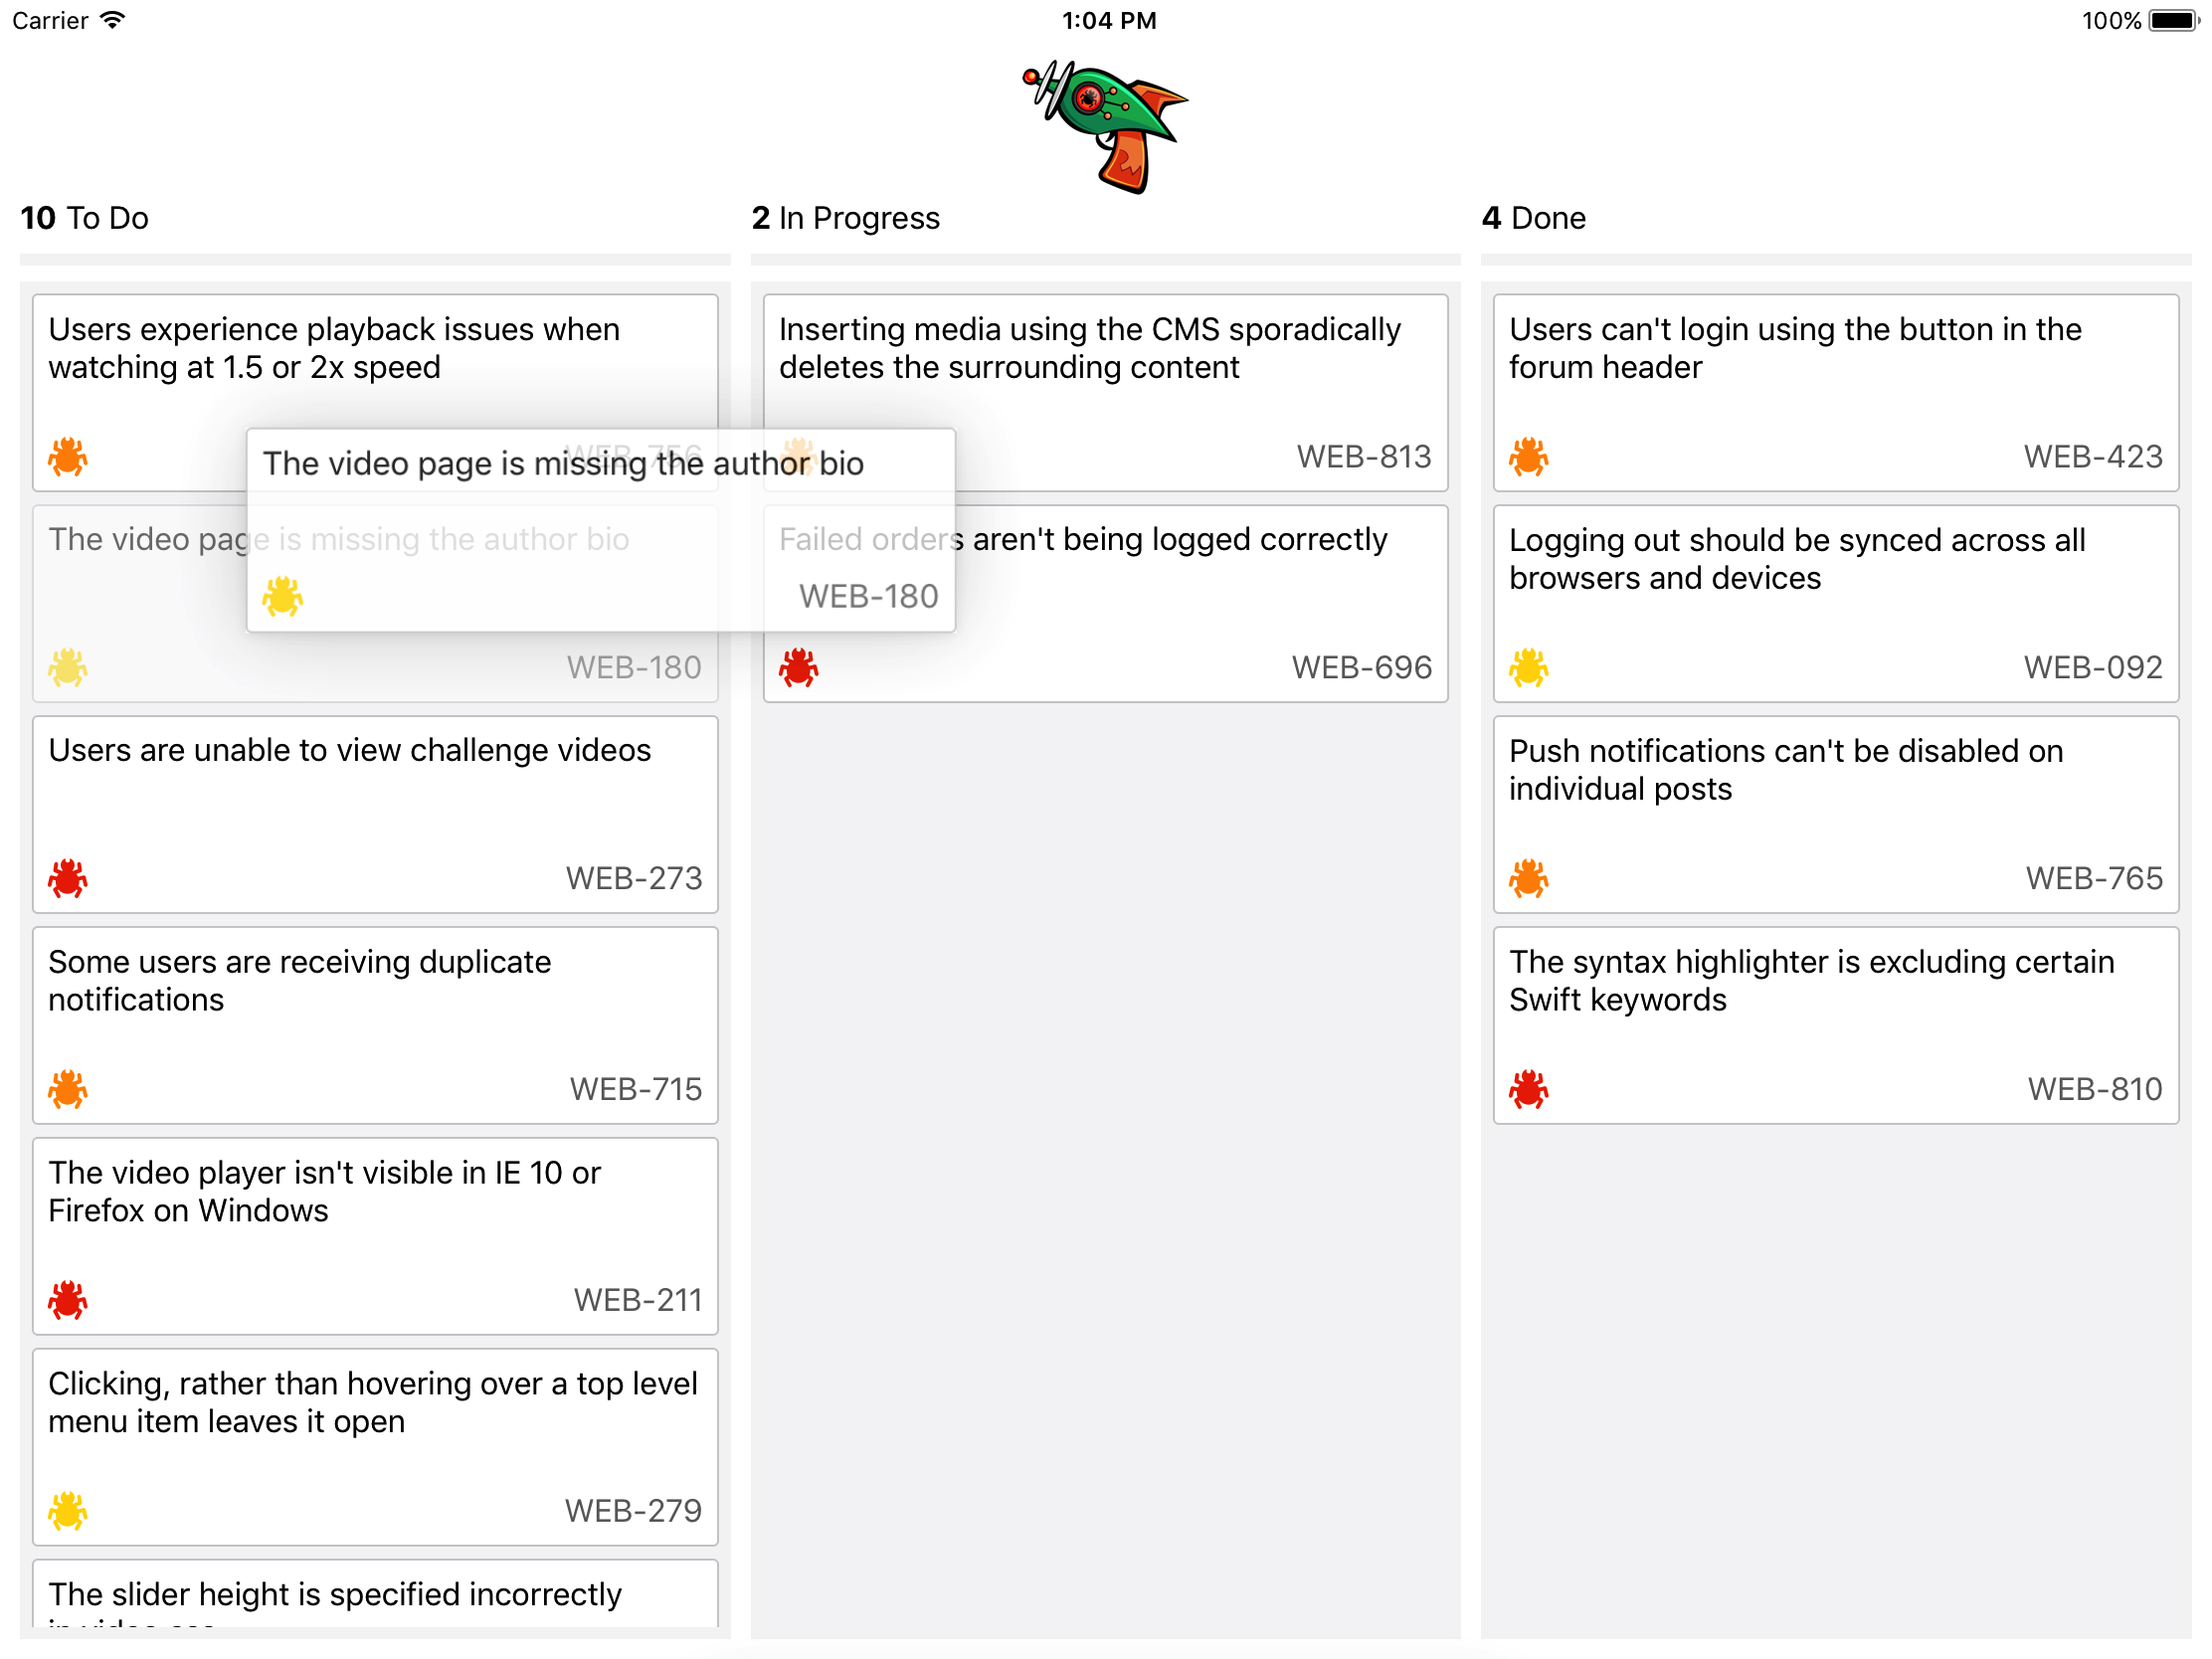 Carrier
1:04 PM
100%
10 To Do
2 In Progress
4 Done
Users experience playback issues when
watching at 1.5 or 2x speed
WEB-756
The video page is missing the author bio
WEB-180
The video page is missing the author bio
WEB-180
Users are unable to view challenge videos
WEB-273
Some users are receiving duplicate
notifications
WEB-715
The video player isn't visible in IE 10 or
Firefox on Windows
WEB-211
Clicking, rather than hovering over a top level
menu item leaves it open
WEB-279
The slider height is specified incorrectly
Inserting media using the CMS sporadically
deletes the surrounding content
WEB-813
Failed orders aren't being logged correctly
WEB-696
Users can't login using the button in the
forum header
WEB-423
Logging out should be synced across all
browsers and devices
WEB-092
Push notifications can't be disabled on
individual posts
WEB-765
The syntax highlighter is excluding certain
Swift keywords
WEB-810